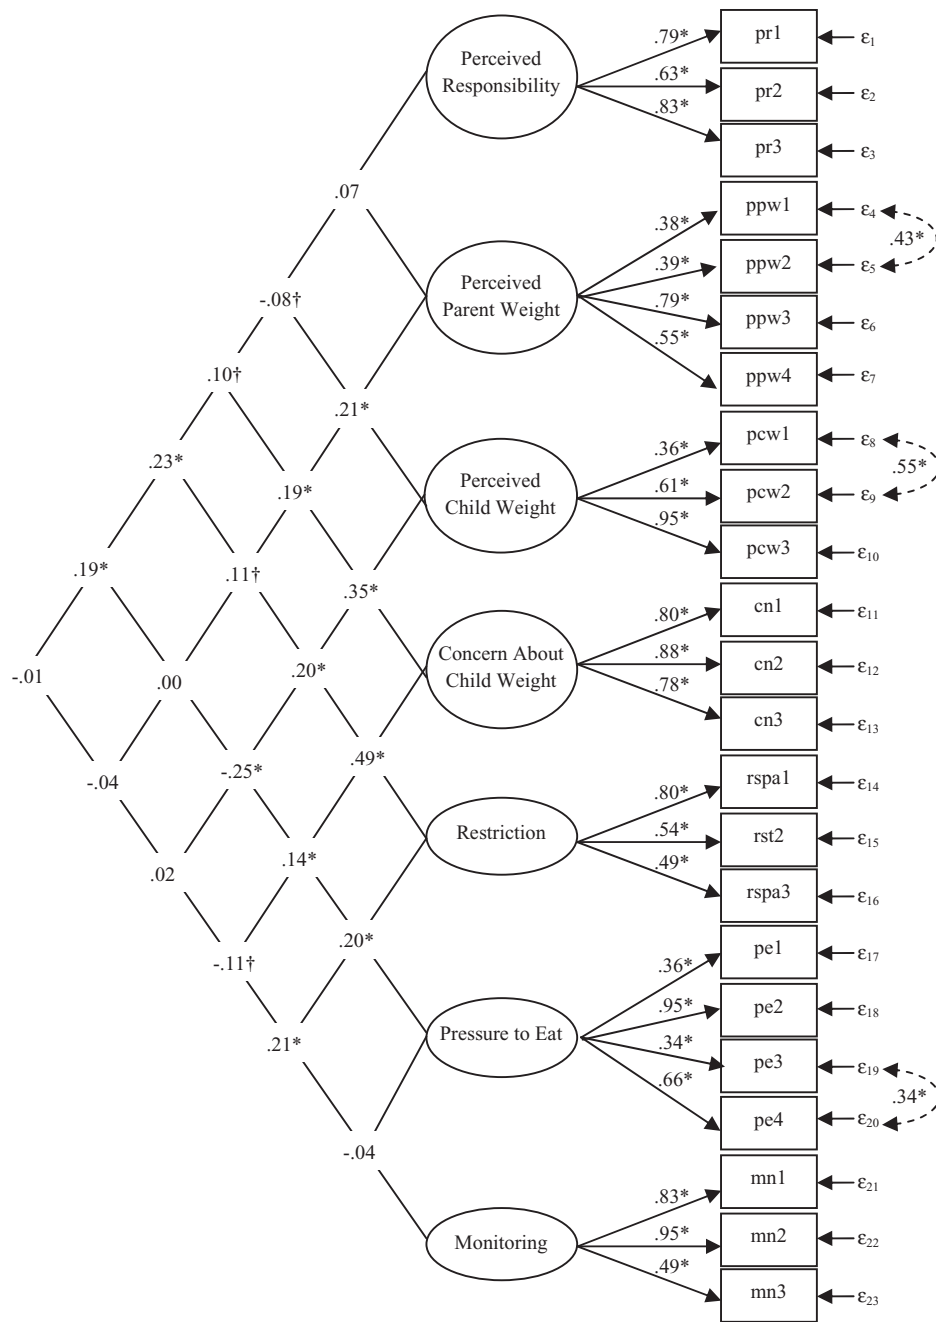 pr1
ε1
.79*
Perceived
Responsibility
.63*
pr2
ε2
.83*
pr3
ε3
.07
ppw1
ε4
.38*
.43*
ppw2
ε5
.39*
Perceived
Parent Weight
-.08†
.79*
ppw3
ε6
.55*
ppw4
ε7
.10†
.21*
pcw1
ε8
.36*
.23*
.55*
Perceived
Child Weight
.19*
.61*
pcw2
ε9
.95*
pcw3
ε10
.19*
.11†
.35*
cn1
ε11
.80*
Concern About
Child Weight
.88*
cn2
ε12
-.01
.00
.20*
.78*
cn3
ε13
.49*
-.25*
-.04
rspa1
ε14
.80*
Restriction
.54*
rst2
ε15
.49*
.14*
.02
rspa3
ε16
.20*
pe1
ε17
-.11†
.36*
.95*
pe2
ε18
Pressure to Eat
.21*
.34*
pe3
ε19
.66*
.34*
pe4
ε20
-.04
mn1
ε21
.83*
Monitoring
.95*
mn2
ε22
.49*
mn3
ε23